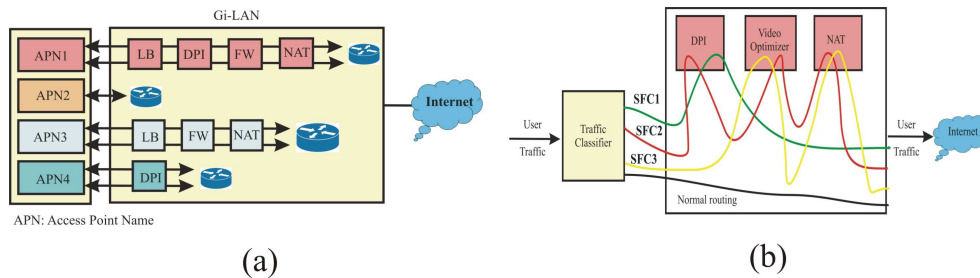 Gi-LAN
APN1
LB
DPI
FW
NAT
APN2
APN3
LB
FW
NAT
APN4
DPI
Internet
APN: Access Point Name
(a)
DPI
Video
Optimizer
NAT
SFC1
SFC2
SFC3
User
Traffic
Traffic
Classifier
User
Traffic
Internet
Normal routing
(b)